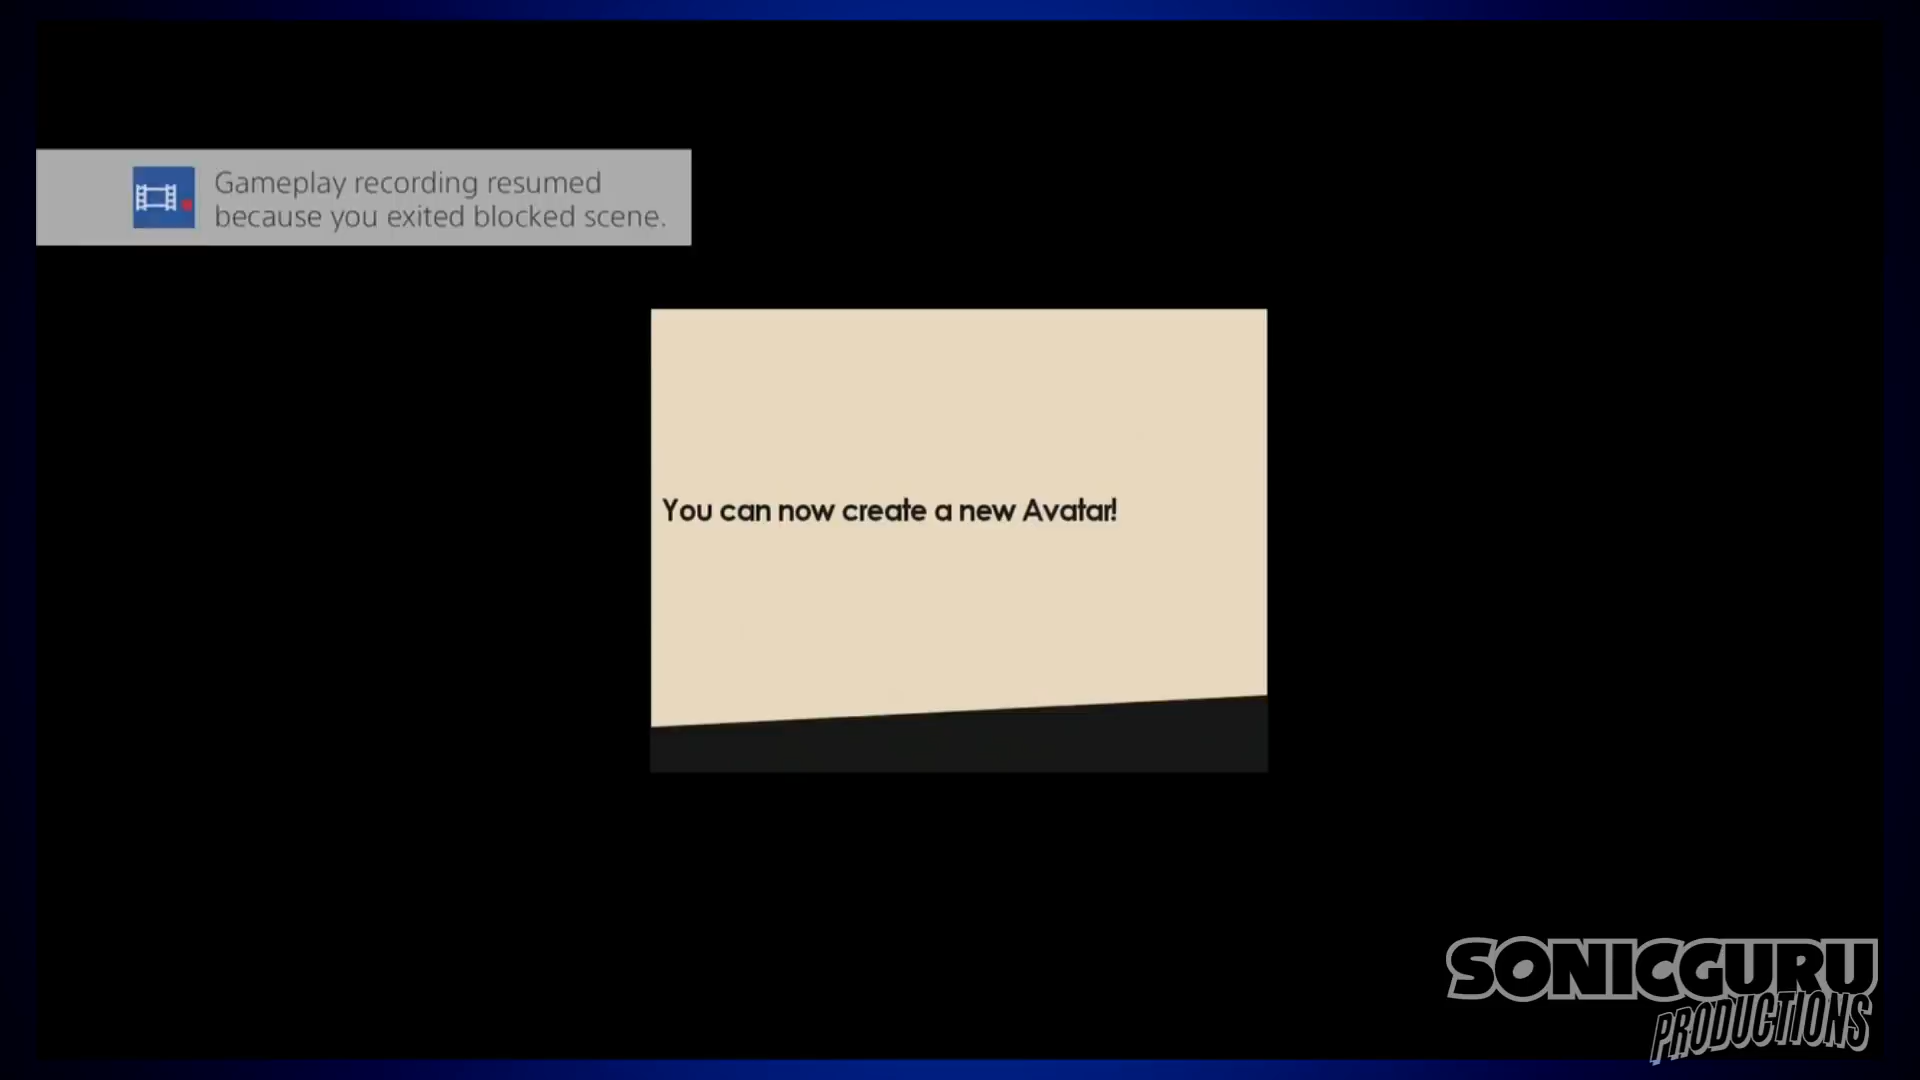 Gameplay recording resumed
because you exited blocked scene.
You can now create a new Avatar!
SONICGURU
PRODUCTIONS